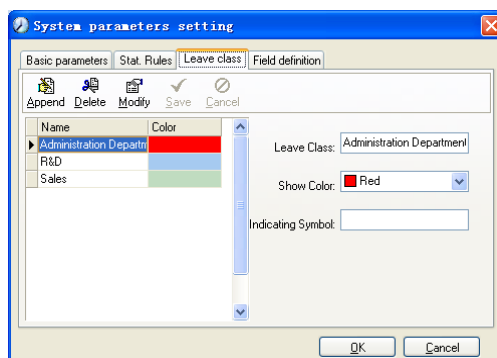 System parameters setting
Basic parameters Stat. Rules Leave class Field definition
Append Delete Modify Save Cancel
Name Color
Administration Departm
R&D
Sales
Leave Class: Administration Department
Show Color: Red
Indicating Symbol:
OK Cancel